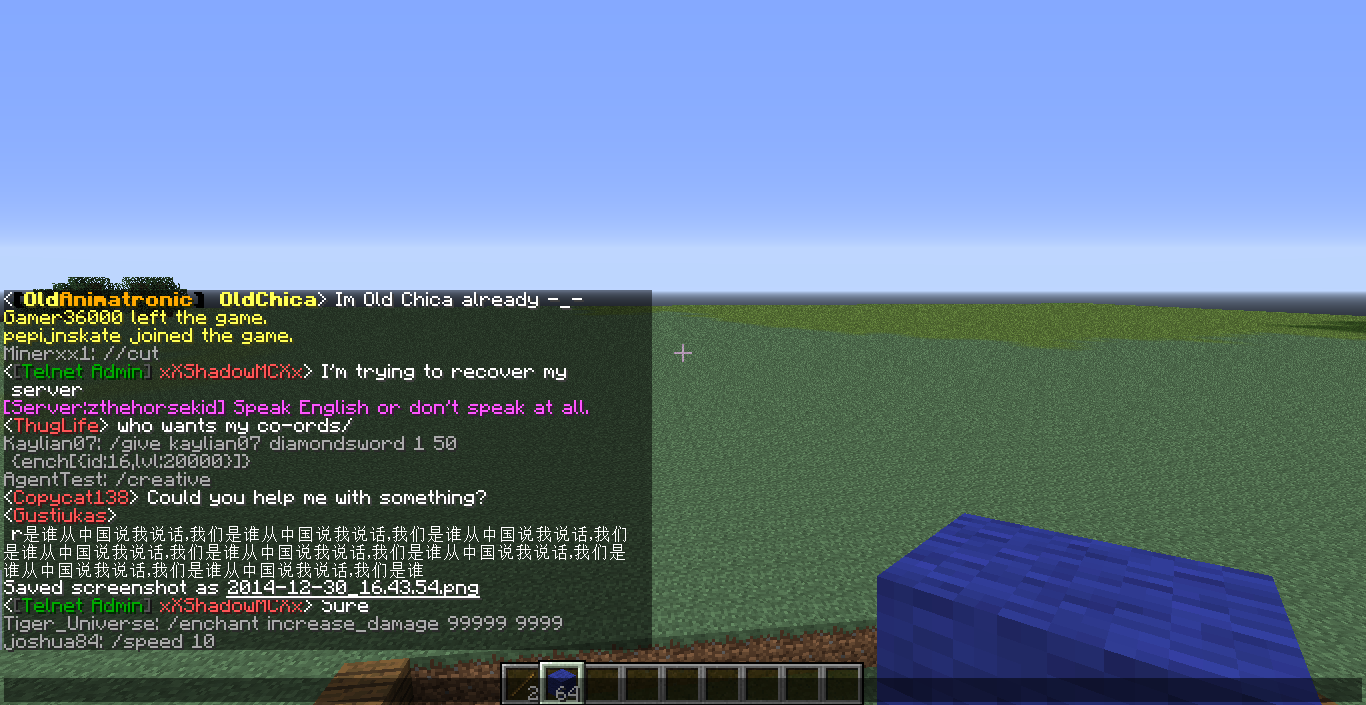 <[OldAnimatronic] OldChica> Im Old Chica already -_-
Gamer36000 left the game.
pepijnskate joined the game.
Minerxx1: //cut
<[Telnet Admin] xXShadowMCXx> I'm trying to recover my
server
[Server:zthehorsekid] Speak English or don't speak at all.
<ThugLife> who wants my co-ords/
Kaylian07: /give kaylian07 diamondsword 1 50
{ench[{id:16,lvl:20000}]}
AgentTest: /creative
<Copycat138> Could you help me with something?
<Gustiukas>
r是谁从中国说我说话,我们是谁从中国说我说话,我们是谁从中国说我说话,我们
是谁从中国说我说话,我们是谁从中国说我说话,我们是谁从中国说我说话,我们是
谁从中国说我说话,我们是谁从中国说我说话,我们是谁
Saved screenshot as 2014-12-30_16.43.54.png
<[Telnet Admin] xXShadowMCXx> Sure
Tiger_Universe: /enchant increase_damage 99999 9999
joshua84: /speed 10
2 64